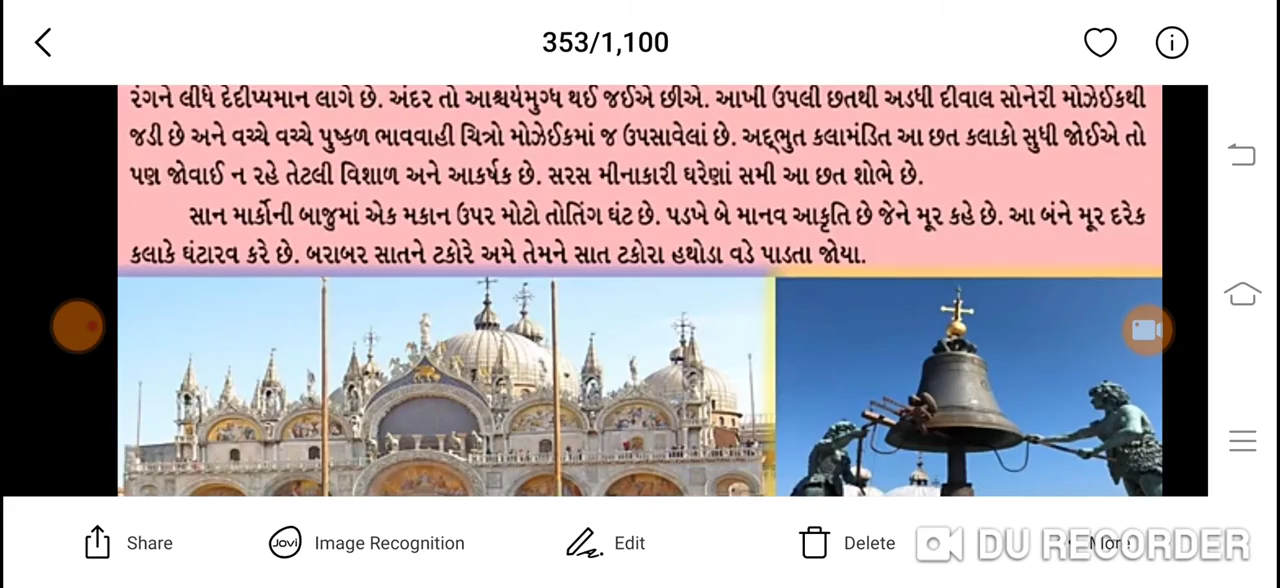 353/1,100
રંગને લીધે દેદીપ્યમાન લાગે છે. અંદર તો આશ્ચર્યમુગ્ધ થઈ જઈએ છીએ. આખી ઉપલી છતથી અડધી દીવાલ સોનેરી મોઝેઈકથી
જડી છે અને વચ્ચે વચ્ચે પુષ્કળ ભાવવાહી ચિત્રો મોઝેઈકમાં જ ઉપસાવેલાં છે. અદ્ભુત કલામંડિત આ છત કલાકો સુધી જોઈએ તો
પણ જોવાઈ ન રહે તેટલી વિશાળ અને આકર્ષક છે. સરસ મીનાકારી ઘરેણાં સમી આ છત શોભે છે.
સાન માર્કોની બાજુમાં એક મકાન ઉપર મોટો તોતિંગ ઘંટ છે. પડખે બે માનવ આકૃતિ છે જેને મૂર કહે છે. આ બંને મૂર દરેક
કલાકે ઘંટારવ કરે છે. બરાબર સાતને ટકોરે અમે તેમને સાત ટકોરા હથોડા વડે પાડતા જોયા.
Share Jovi Image Recognition Edit Delete More
DU RECORDER